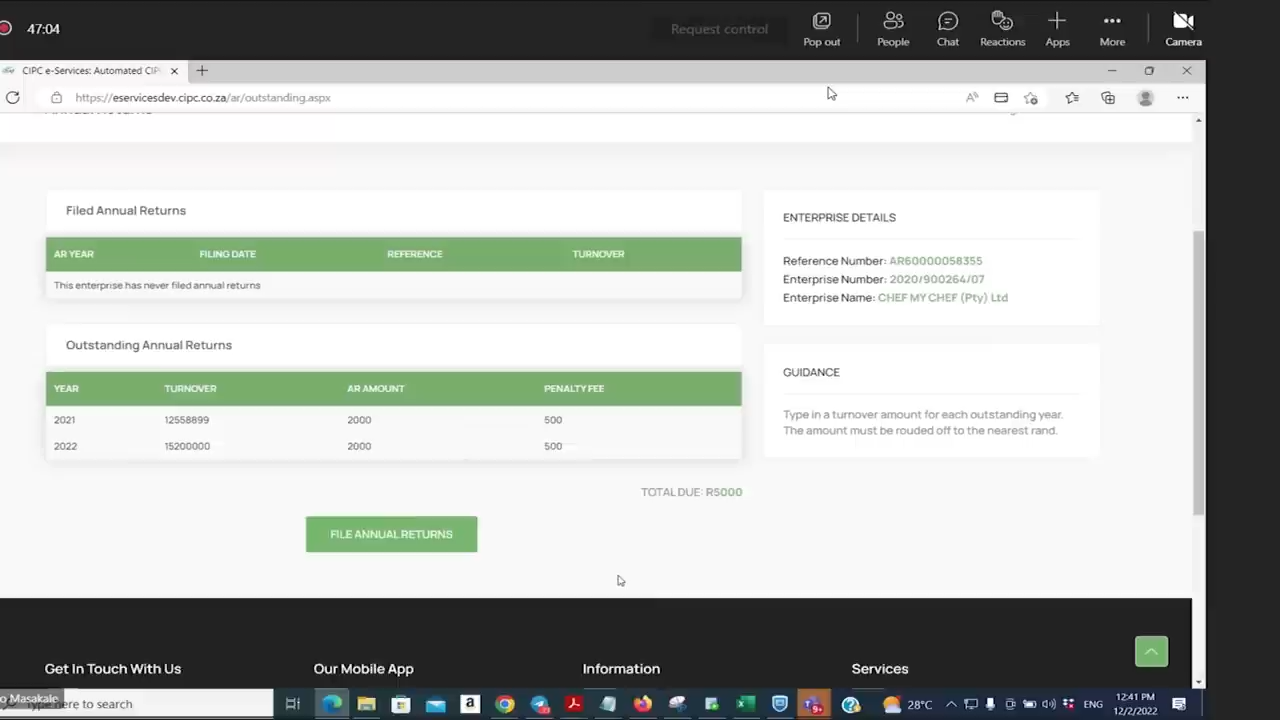 47:04
Request control
Pop out
People
Chat
Reactions
Apps
More
Camera
CIPC e-Services: Automated CIP
https://eservicesdev.cipc.co.za/ar/outstanding.aspx
Filed Annual Returns
AR YEAR FILING DATE REFERENCE TURNOVER
This enterprise has never filed annual returns
Outstanding Annual Returns
YEAR TURNOVER AR AMOUNT PENALTY FEE
2021 12558899 2000 500
2022 15200000 2000 500
TOTAL DUE: R5000
FILE ANNUAL RETURNS
ENTERPRISE DETAILS
Reference Number: AR60000058355
Enterprise Number: 2020/900264/07
Enterprise Name: CHEF MY CHEF (Pty) Ltd
GUIDANCE
Type in a turnover amount for each outstanding year.
The amount must be rouded off to the nearest rand.
Get In Touch With Us
Our Mobile App
Information
Services
o Masakale
Type here to search
28°C
ENG
12:41 PM
12/2/2022